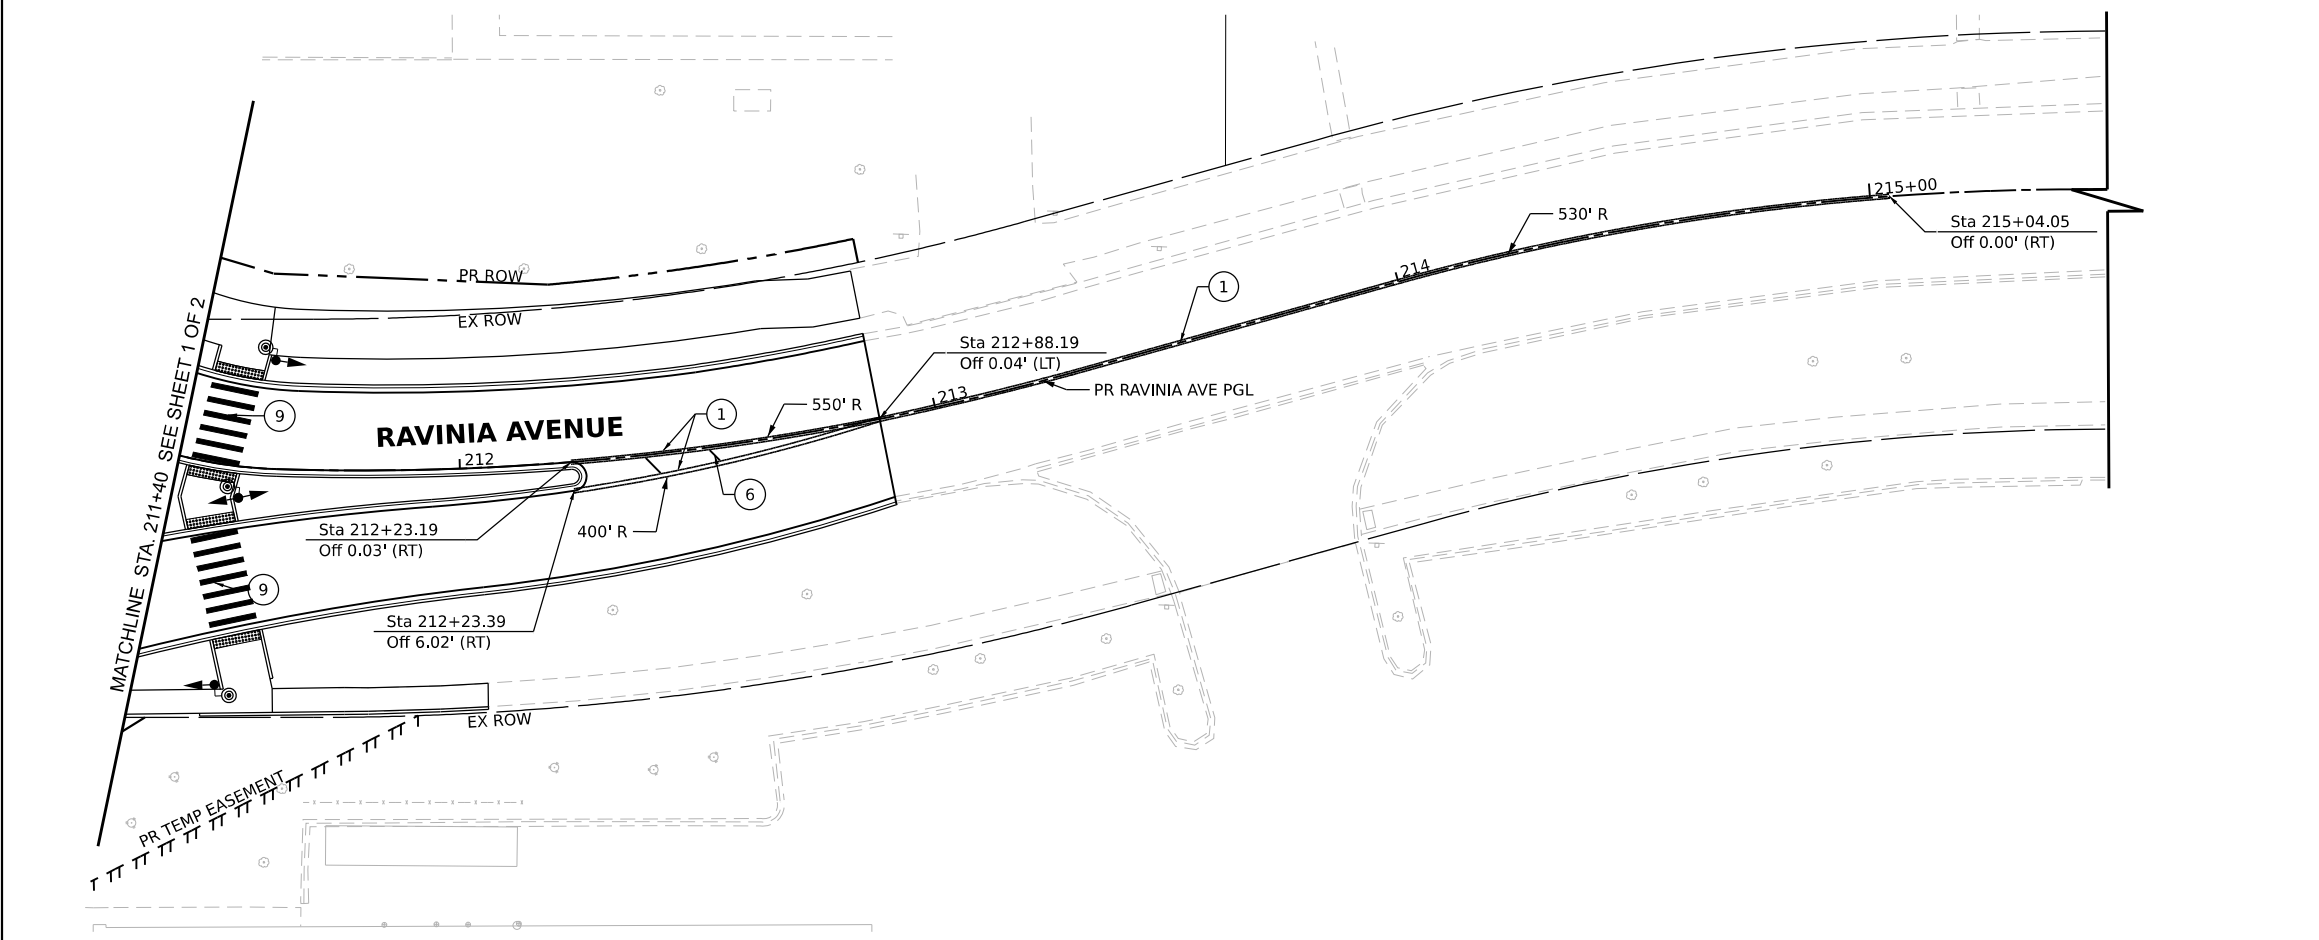 215+00
Sta 215+04.05
Off 0.00' (RT)
530' R
214
1
PR ROW
EX ROW
Sta 212+88.19
Off 0.04' (LT)
213
PR RAVINIA AVE PGL
MATCHLINE STA. 211+40 SEE SHEET 1 OF 2
9
RAVINIA AVENUE
1
550' R
212
6
Sta 212+23.19
Off 0.03' (RT)
400' R
9
Sta 212+23.39
Off 6.02' (RT)
EX ROW
PR TEMP EASEMENT